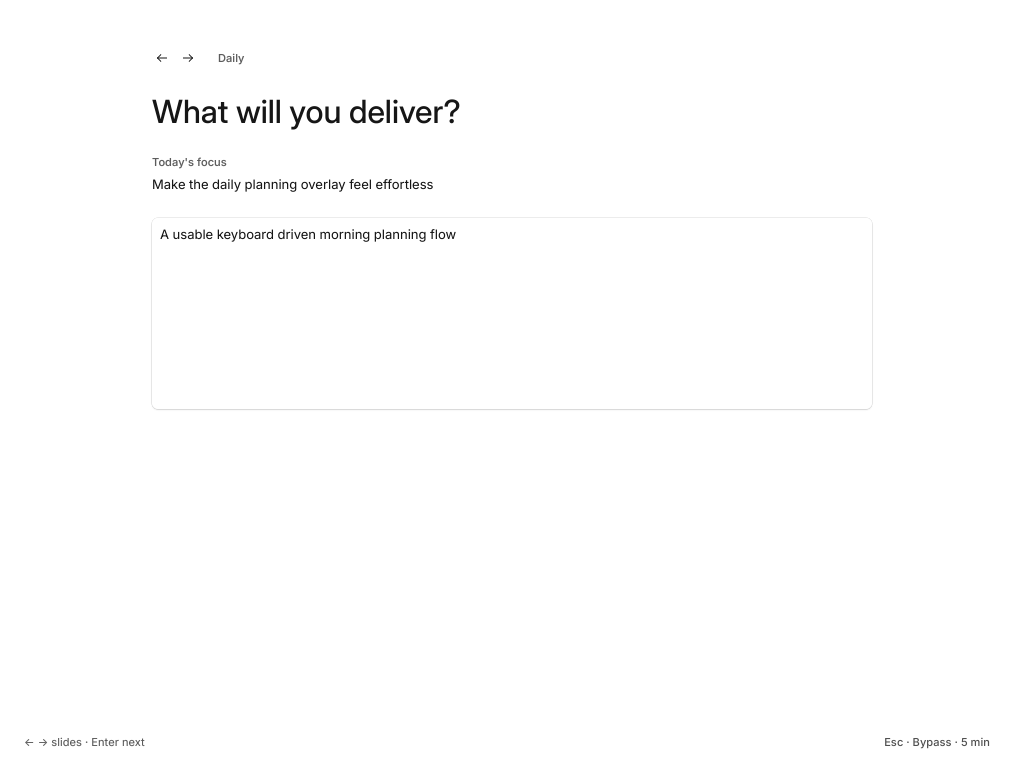 ← → Daily
What will you deliver?
Today's focus
Make the daily planning overlay feel effortless
A usable keyboard driven morning planning flow
← → slides · Enter next
Esc · Bypass · 5 min